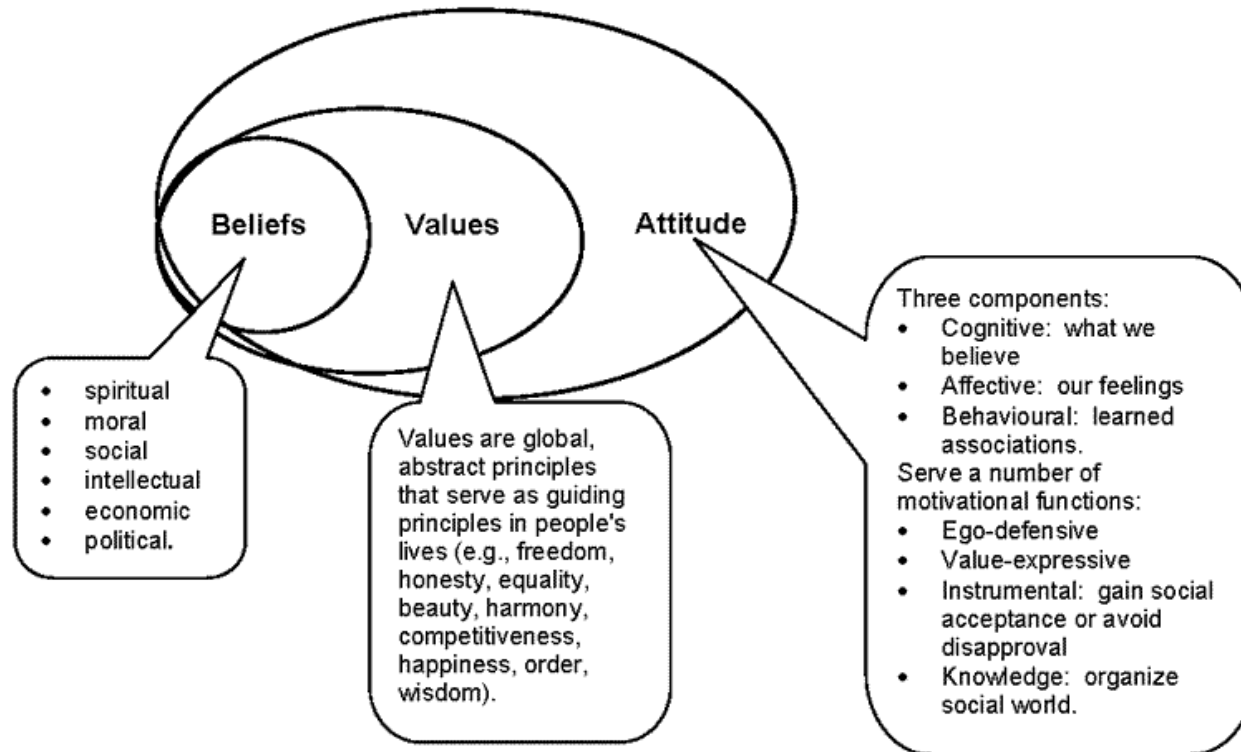 Beliefs
Values
Attitude
• spiritual
• moral
• social
• intellectual
• economic
• political.
Values are global,
abstract principles
that serve as guiding
principles in people's
lives (e.g., freedom,
honesty, equality,
beauty, harmony,
competitiveness,
happiness, order,
wisdom).
Three components:
• Cognitive: what we
believe
• Affective: our feelings
• Behavioural: learned
associations.
Serve a number of
motivational functions:
• Ego-defensive
• Value-expressive
• Instrumental: gain social
acceptance or avoid
disapproval
• Knowledge: organize
social world.